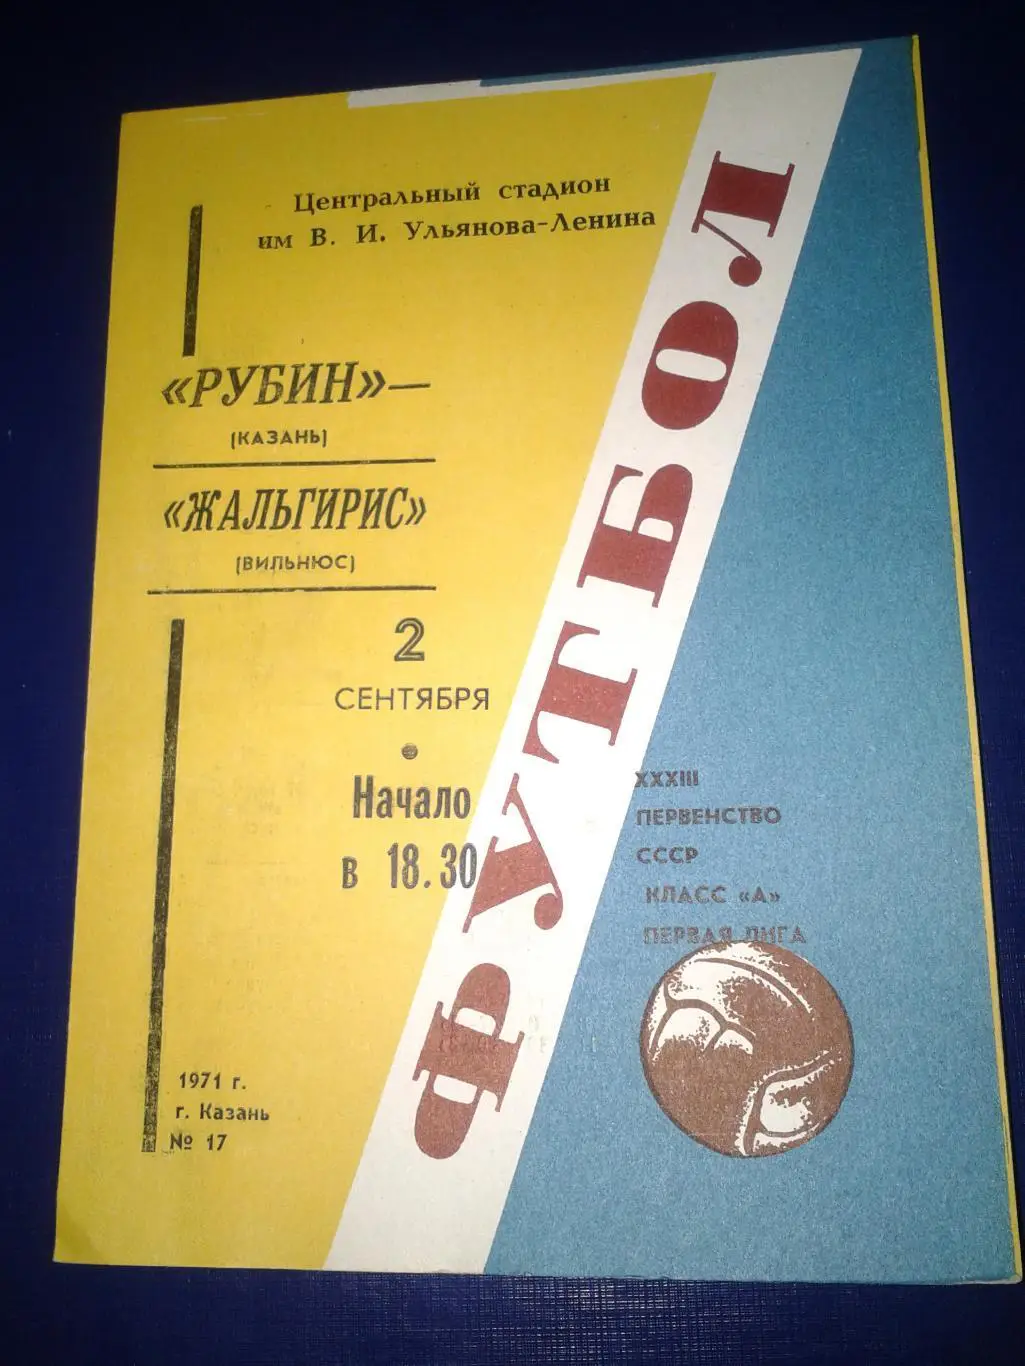 Центральный стадион
им В. И. Ульянова-Ленина
«РУБИН»—
(КАЗАНЬ)
«ЖАЛЬГИРИС»
(ВИЛЬНЮС)
2
СЕНТЯБРЯ
•
Начало
в 18.30
1971 г.
г. Казань
№ 17
ФУТБОЛ
XXXIII
ПЕРВЕНСТВО
СССР
КЛАСС «А»
ПЕРВАЯ ЛИГА